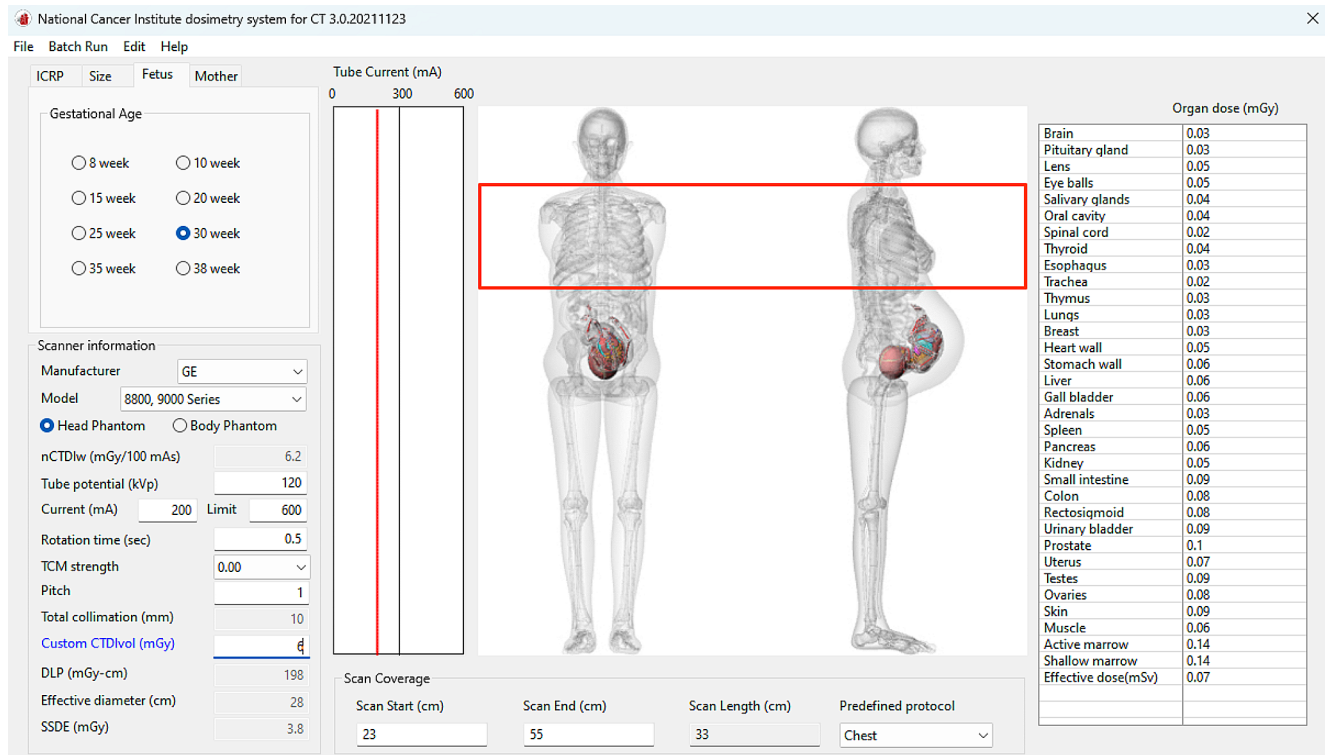 National Cancer Institute dosimetry system for CT 3.0.20211123
File Batch Run Edit Help
ICRP Size Fetus Mother
Gestational Age
8 week 10 week
15 week 20 week
25 week 30 week
35 week 38 week
Scanner information
Manufacturer GE
Model 8800, 9000 Series
Head Phantom Body Phantom
nCTDIw (mGy/100 mAs) 6.2
Tube potential (kVp) 120
Current (mA) 200 Limit 600
Rotation time (sec) 0.5
TCM strength 0.00
Pitch 1
Total collimation (mm) 10
Custom CTDIvol (mGy) 6
DLP (mGy-cm) 198
Effective diameter (cm) 28
SSDE (mGy) 3.8
Tube Current (mA)
0 300 600
Scan Coverage
Scan Start (cm) Scan End (cm) Scan Length (cm) Predefined protocol
23 55 33 Chest
Organ dose (mGy)
Brain 0.03
Pituitary gland 0.03
Lens 0.05
Eye balls 0.05
Salivary glands 0.04
Oral cavity 0.04
Spinal cord 0.02
Thyroid 0.04
Esophagus 0.03
Trachea 0.02
Thymus 0.03
Lungs 0.03
Breast 0.03
Heart wall 0.05
Stomach wall 0.06
Liver 0.06
Gall bladder 0.06
Adrenals 0.03
Spleen 0.05
Pancreas 0.06
Kidney 0.05
Small intestine 0.09
Colon 0.08
Rectosigmoid 0.08
Urinary bladder 0.09
Prostate 0.1
Uterus 0.07
Testes 0.09
Ovaries 0.08
Skin 0.09
Muscle 0.06
Active marrow 0.14
Shallow marrow 0.14
Effective dose(mSv) 0.07